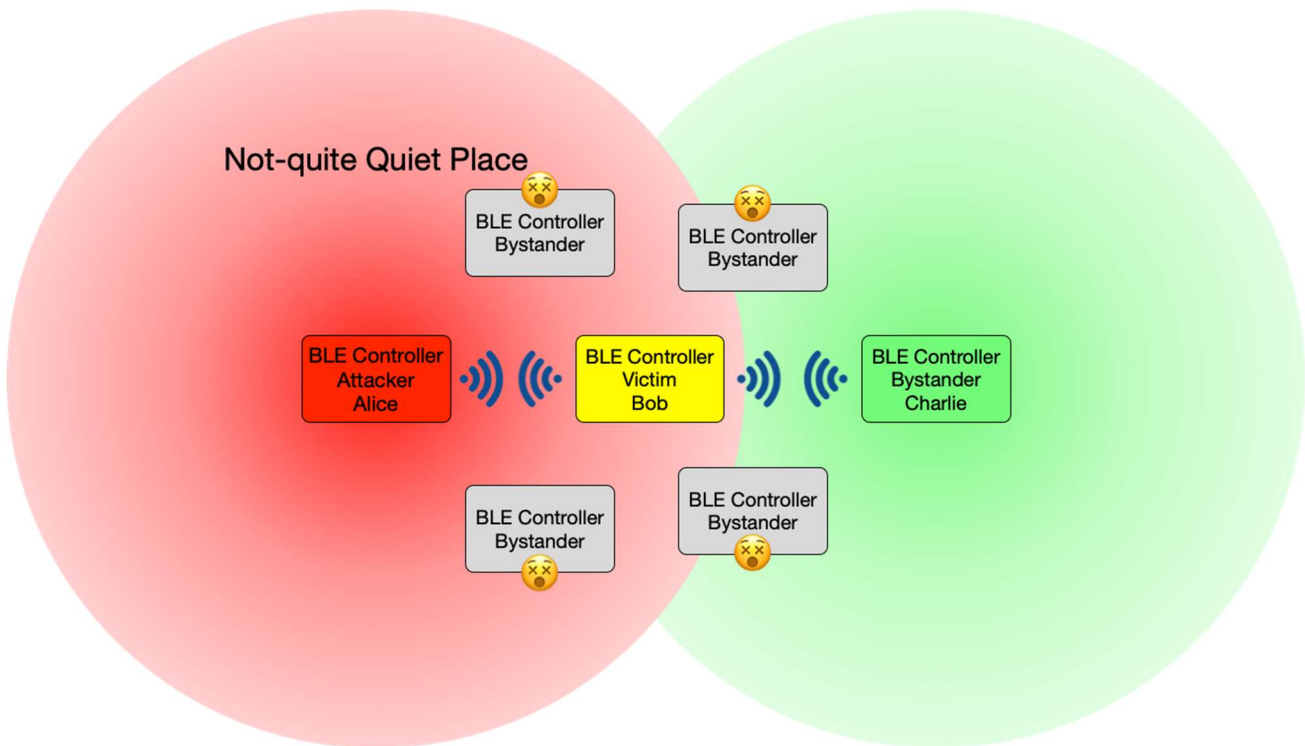 Not-quite Quiet Place
BLE Controller
Bystander
BLE Controller
Bystander
BLE Controller
Attacker
Alice
BLE Controller
Victim
Bob
BLE Controller
Bystander
Charlie
BLE Controller
Bystander
BLE Controller
Bystander